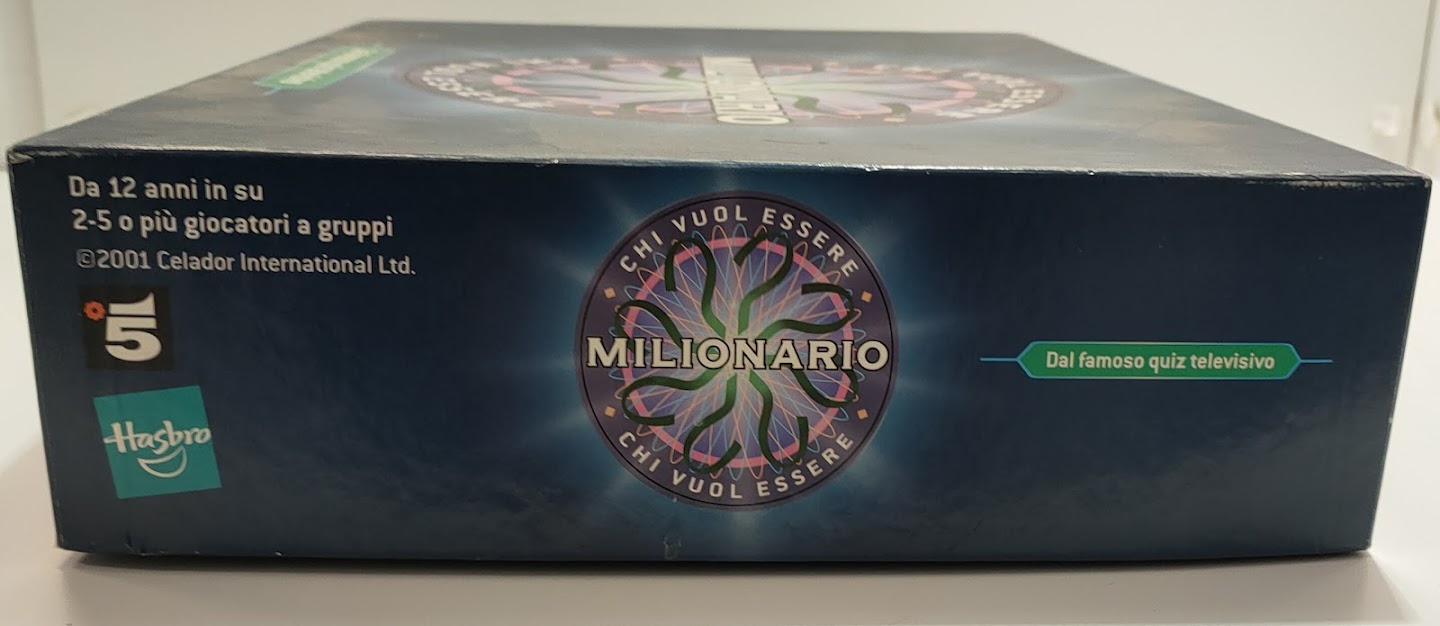 Da 12 anni in su
2-5 o più giocatori a gruppi
©2001 Celador International Ltd.
5
Hasbro
CHI VUOL ESSERE
MILIONARIO
CHI VUOL ESSERE
Dal famoso quiz televisivo
MILIONARIO